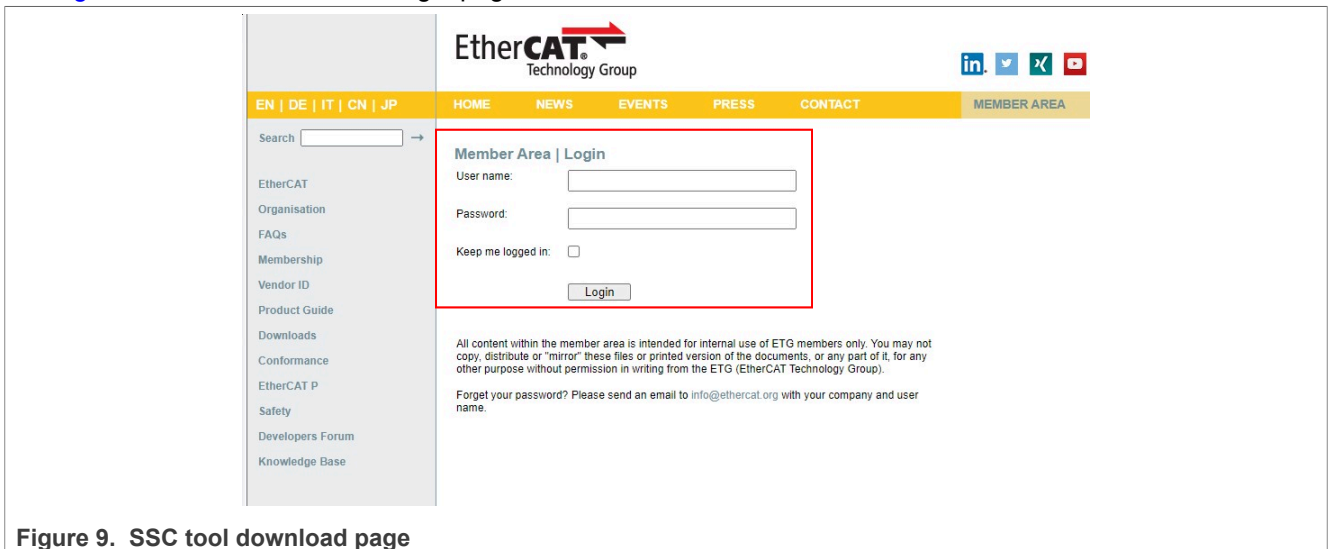 EtherCAT®
Technology Group
in.
EN | DE | IT | CN | JP
HOME NEWS EVENTS PRESS CONTACT MEMBER AREA
Search →
EtherCAT
Organisation
FAQs
Membership
Vendor ID
Product Guide
Downloads
Conformance
EtherCAT P
Safety
Developers Forum
Knowledge Base
Member Area | Login
User name:
Password:
Keep me logged in:
Login
All content within the member area is intended for internal use of ETG members only. You may not
copy, distribute or "mirror" these files or printed version of the documents, or any part of it, for any
other purpose without permission in writing from the ETG (EtherCAT Technology Group).
Forget your password? Please send an email to info@ethercat.org with your company and user
name.
Figure 9. SSC tool download page